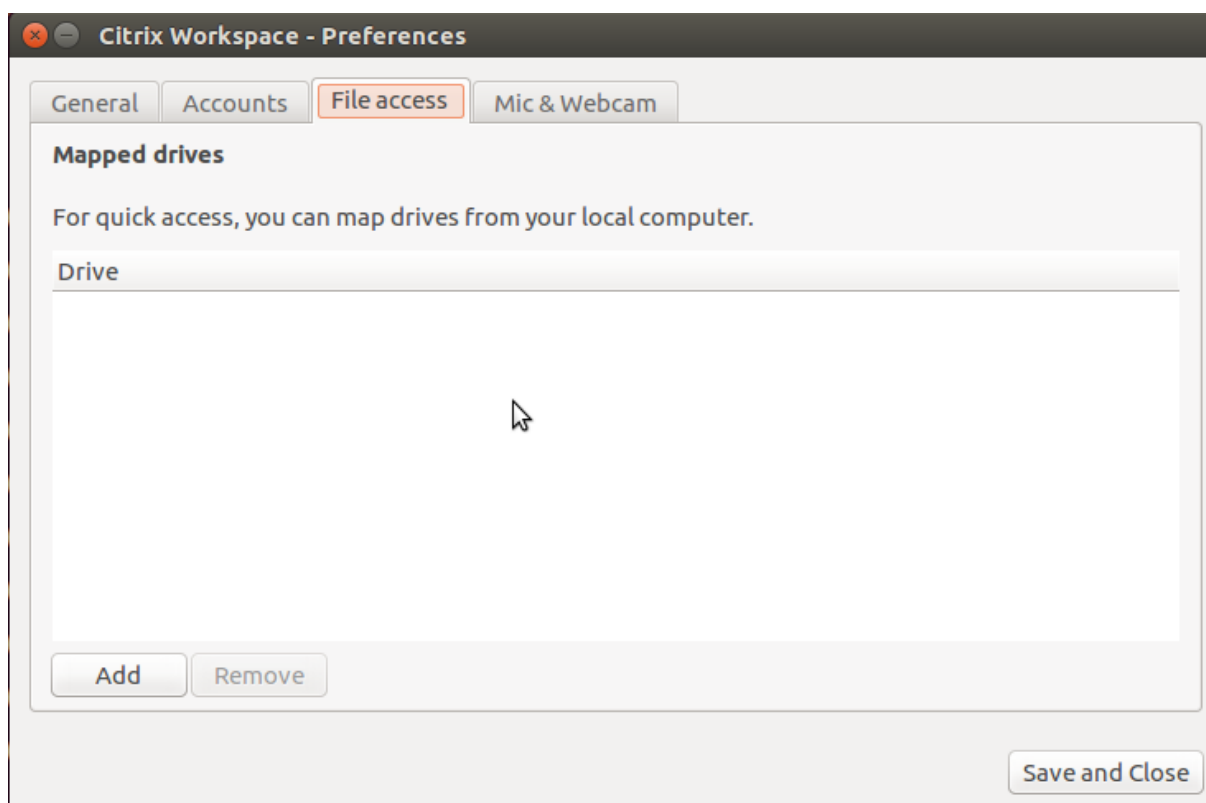 Citrix Workspace - Preferences
General Accounts File access Mic & Webcam
Mapped drives
For quick access, you can map drives from your local computer.
Drive
Add Remove
Save and Close